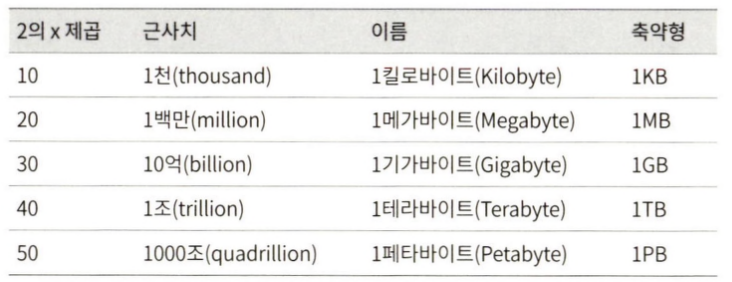 2의 x 제곱 근사치 이름 축약형
10 1천(thousand) 1킬로바이트(Kilobyte) 1KB
20 1백만(million) 1메가바이트(Megabyte) 1MB
30 10억(billion) 1기가바이트(Gigabyte) 1GB
40 1조(trillion) 1테라바이트(Terabyte) 1TB
50 1000조(quadrillion) 1페타바이트(Petabyte) 1PB